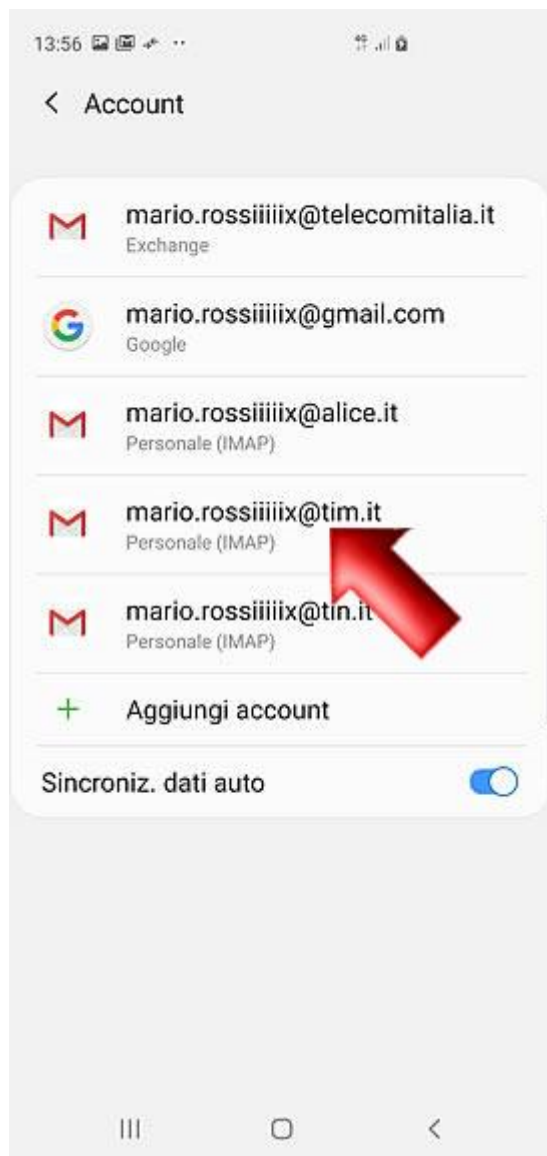 13:56
Account
mario.rossiiiiix@telecomitalia.it
Exchange
mario.rossiiiiix@gmail.com
Google
mario.rossiiiiix@alice.it
Personale (IMAP)
mario.rossiiiiix@tim.it
Personale (IMAP)
mario.rossiiiiix@tin.it
Personale (IMAP)
Aggiungi account
Sincroniz. dati auto